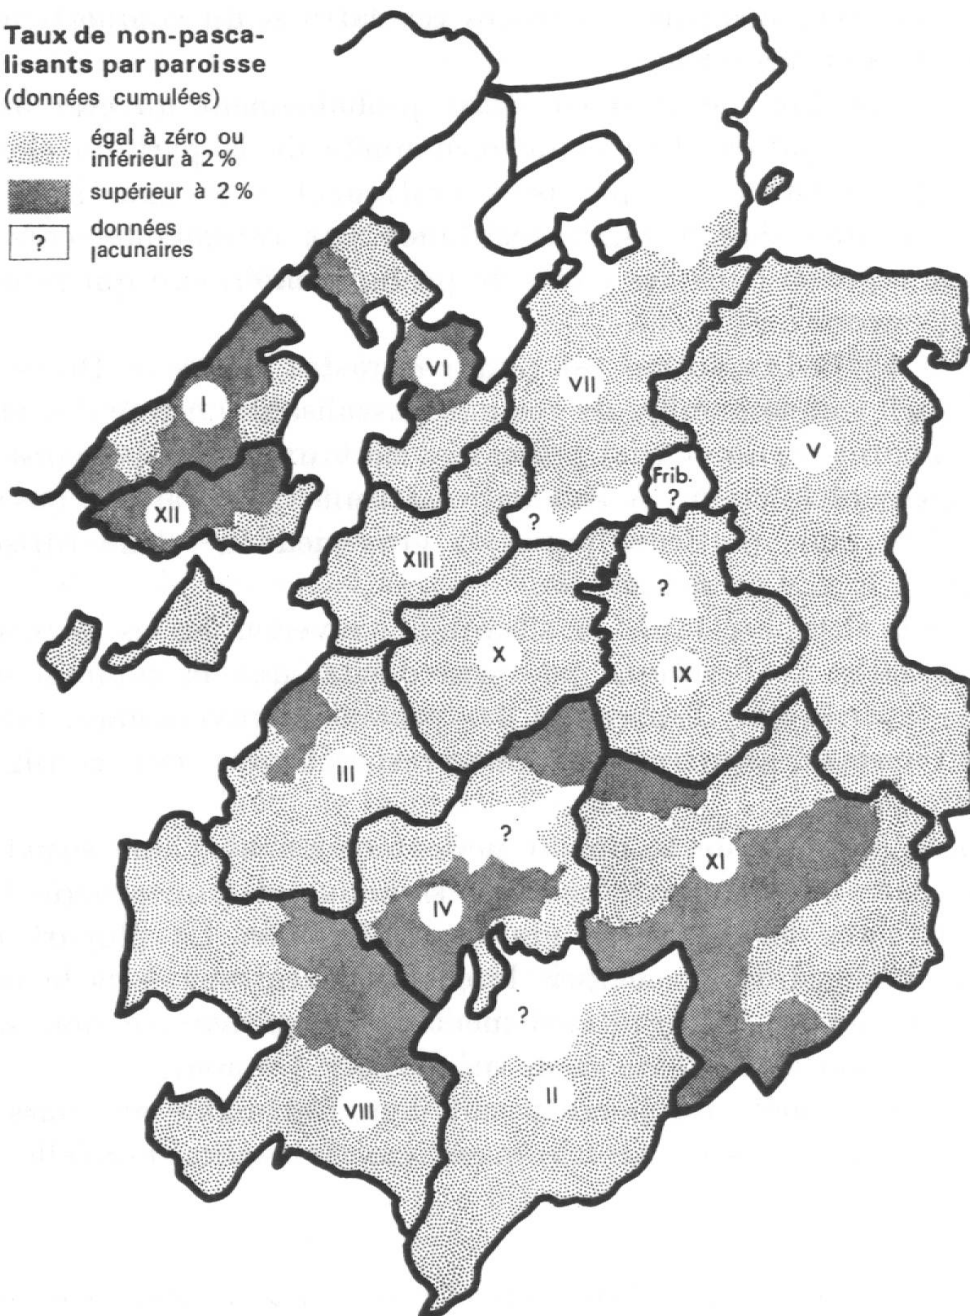 Taux de non-pasca-
lisants par paroisse
(données cumulées)
égal à zéro ou
inférieur à 2 %
supérieur à 2 %
?
données
lacunaires
VI
VII
I
V
Frib.
?
XII
?
XIII
?
X
IX
III
?
XI
IV
?
II
VIII